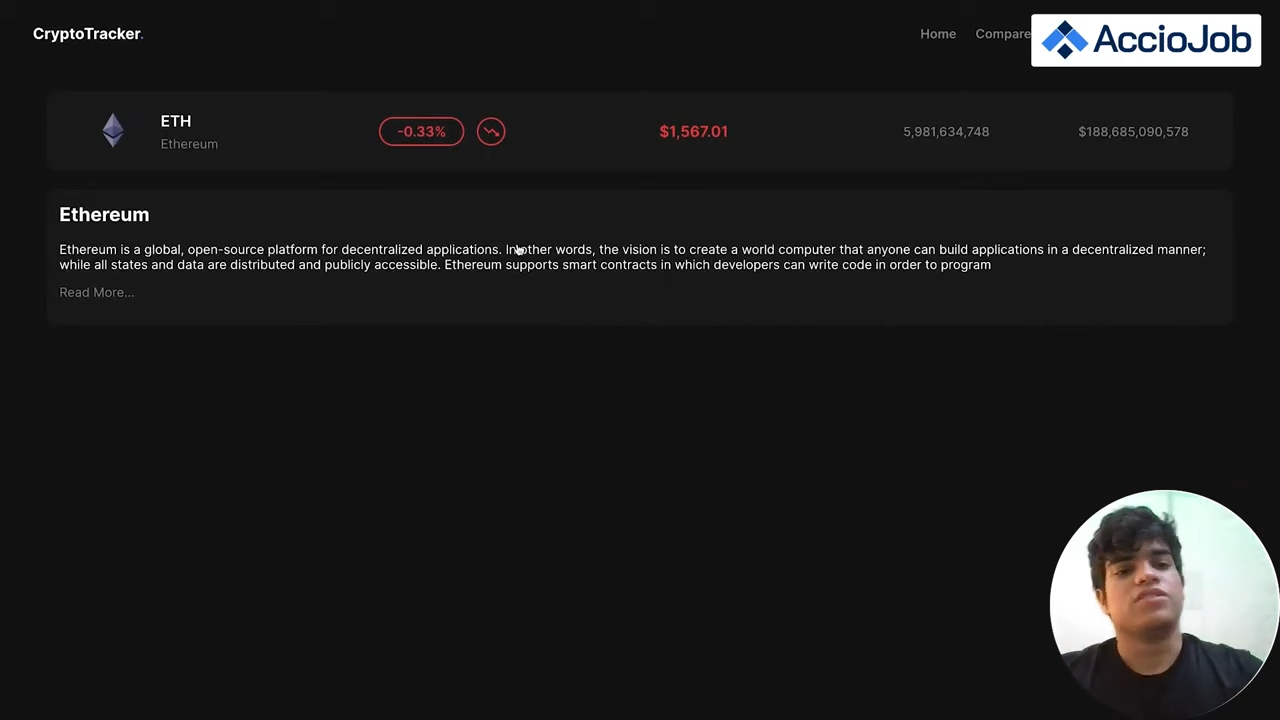 CryptoTracker.
Home Compare
AccioJob
ETH
Ethereum
-0.33%
$1,567.01
5,981,634,748
$188,685,090,578
Ethereum
Ethereum is a global, open-source platform for decentralized applications. In other words, the vision is to create a world computer that anyone can build applications in a decentralized manner;
while all states and data are distributed and publicly accessible. Ethereum supports smart contracts in which developers can write code in order to program
Read More...